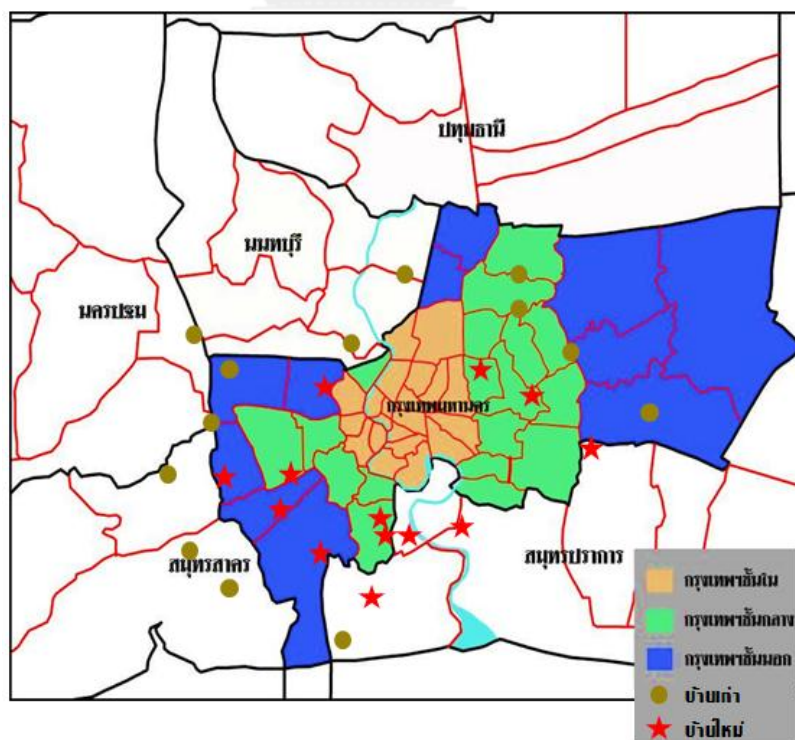 ปทุมธานี
นนทบุรี
นครปฐม
กรุงเทพมหานคร
สมุทรปราการ
สมุทรสาคร
กรุงเทพฯชั้นใน
กรุงเทพฯชั้นกลาง
กรุงเทพฯชั้นนอก
บ้านเก่า
บ้านใหม่